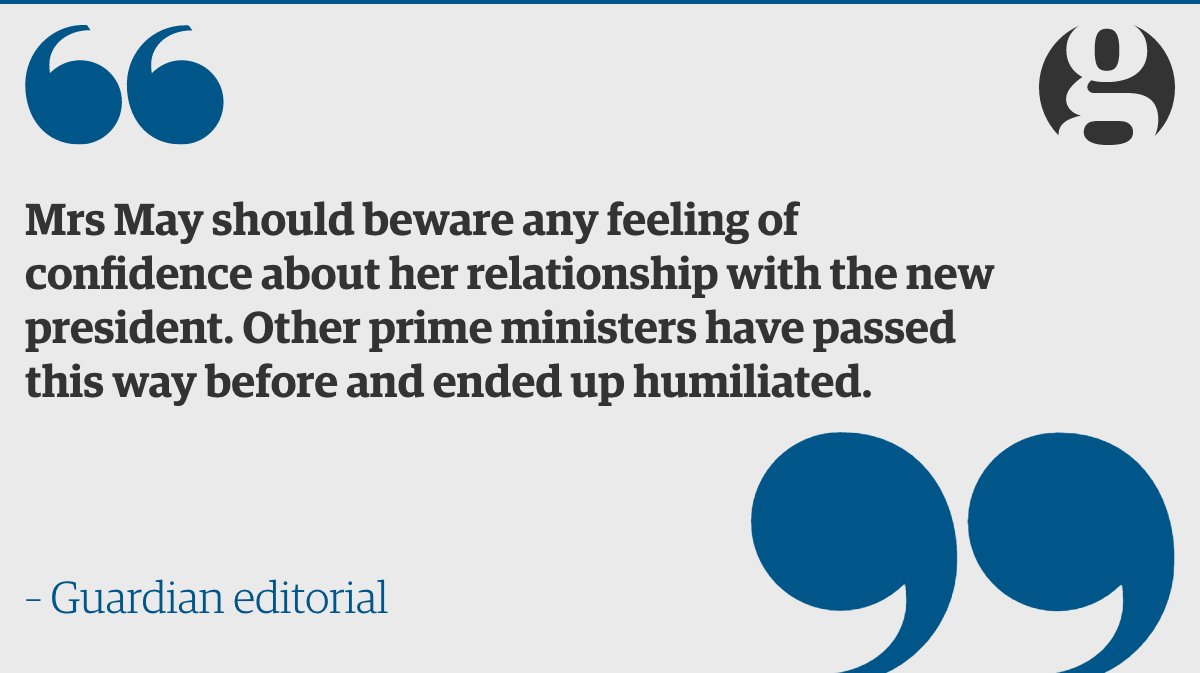 Mrs May should beware any feeling of
confidence about her relationship with the new
president. Other prime ministers have passed
this way before and ended up humiliated.
– Guardian editorial